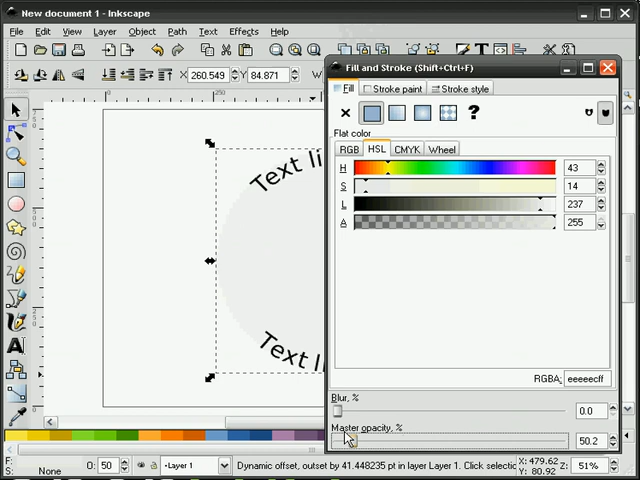 New document 1 - Inkscape
File Edit View Layer Object Path Text Effects Help
X 260.549 Y 84.871 W
Fill and Stroke (Shift+Ctrl+F)
Fill Stroke paint Stroke style
?
Flat color
RGB HSL CMYK Wheel
H 43
S 14
L 237
A 255
Text li
Text li
RGBA: eeeeecff
Blur, %
0.0
Master opacity, %
50.2
F:
S: None
O: 50
Layer 1
Dynamic offset, outset by 41.448235 pt in layer Layer 1. Click selectio
X: 479.62
Y: 80.92
Z: 51%